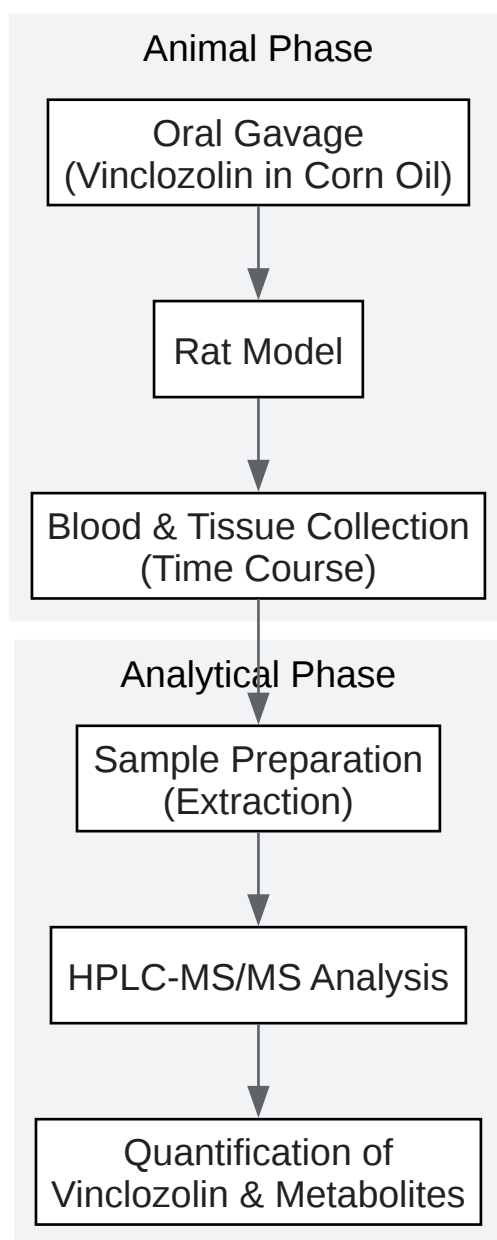 Animal Phase
Oral Gavage
(Vinclozolin in Corn Oil)
Rat Model
Blood & Tissue Collection
(Time Course)
Analytical Phase
Sample Preparation
(Extraction)
HPLC-MS/MS Analysis
Quantification of
Vinclozolin & Metabolites